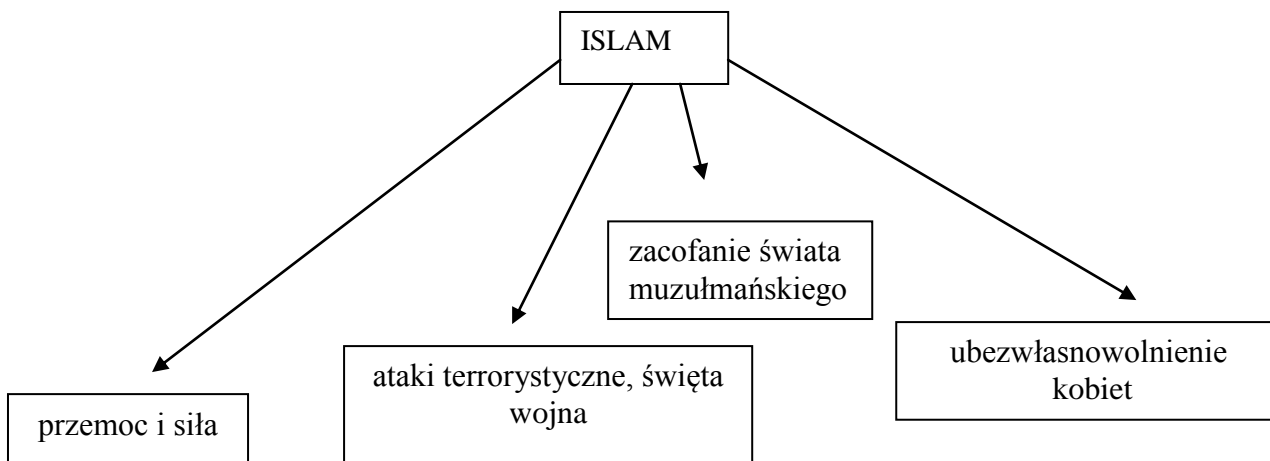 ISLAM
zacofanie świata
muzułmańskiego
ubezwłasnowolnienie
kobiet
ataki terrorystyczne, święta
wojna
przemoc i siła